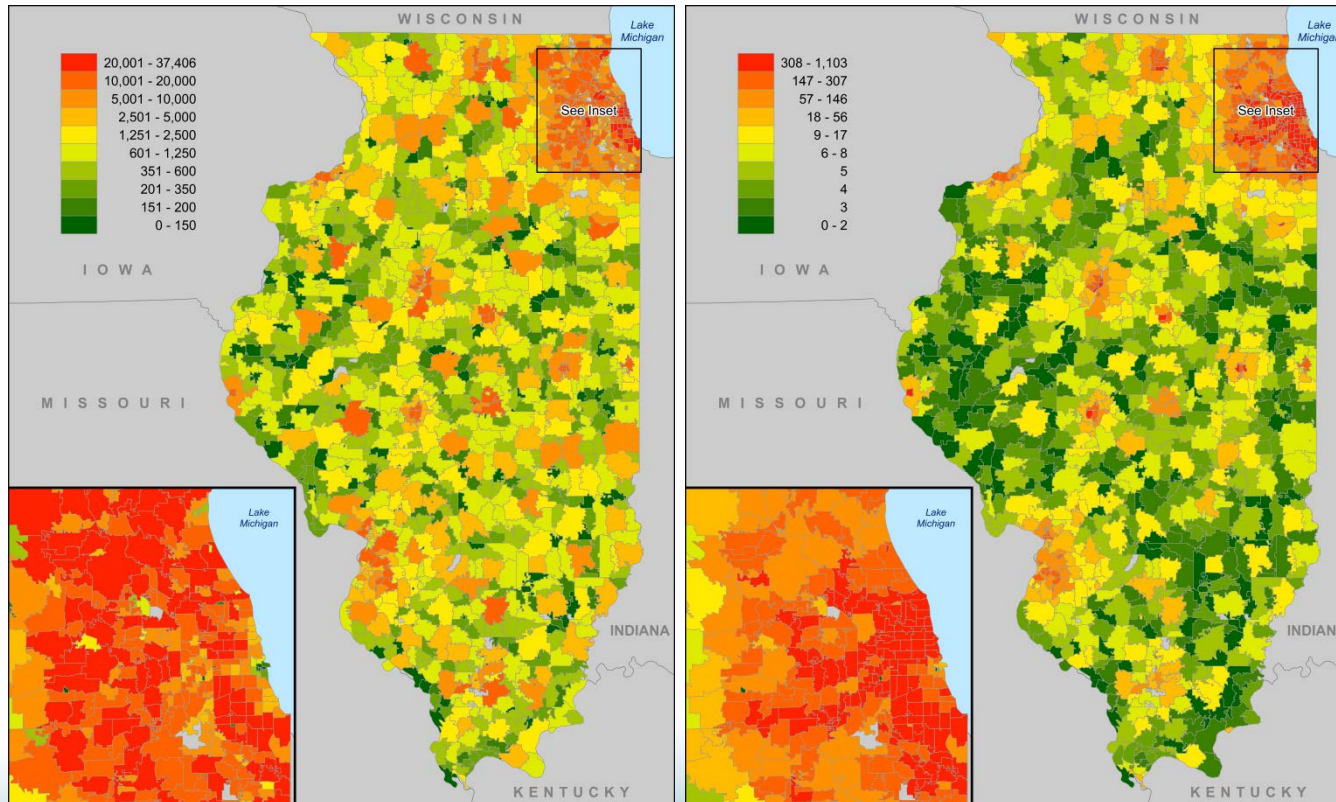 WISCONSIN
Lake
Michigan
20,001 - 37,406
10,001 - 20,000
5,001 - 10,000
2,501 - 5,000
1,251 - 2,500
601 - 1,250
351 - 600
201 - 350
151 - 200
0 - 150
See Inset
IOWA
MISSOURI
INDIANA
KENTUCKY
Lake
Michigan
WISCONSIN
Lake
Michigan
308 - 1,103
147 - 307
57 - 146
18 - 56
9 - 17
6 - 8
5
4
3
0 - 2
See Inset
IOWA
MISSOURI
INDIAN
KENTUCKY
Lake
Michigan